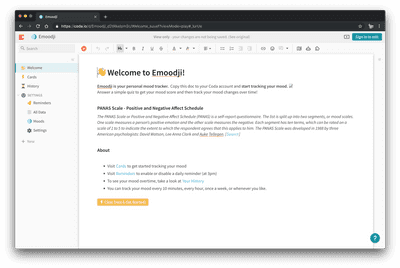 Emoodji
https://coda.io
Emoodji
View only - your changes are not being saved.
Sign in to edit
Search
Welcome
Cards
History
SETTINGS
Reminders
All Data
Moods
Settings
New
👋 Welcome to Emoodji!
Emoodji is your personal mood tracker. Copy this doc to your Coda account and start tracking your mood.
Answer a simple quiz to get your mood score and then track your mood changes over time!
PANAS Scale - Positive and Negative Affect Schedule
The PANAS Scale or Positive and Negative Affect Schedule (PANAS) is a self-report questionnaire. The list is split up into two segments, or mood scales.
One scale measures a person's positive emotion and the other scale measures the negative. Each segment has ten terms, which can be rated on a
scale of 1 to 5 to indicate the extent to which the respondent agrees that this applies to him. The PANAS Scale was developed in 1988 by three
American psychologists: David Watson, Lee Anna Clark and Auke Tellegen.
About
• Visit Cards to get started tracking your mood
• Visit Reminders to enable or disable a daily reminder (at 5pm)
• To see your mood overtime, take a look at Your History
• You can track your mood every 10 minutes, every hour, once a week, or whenever you like